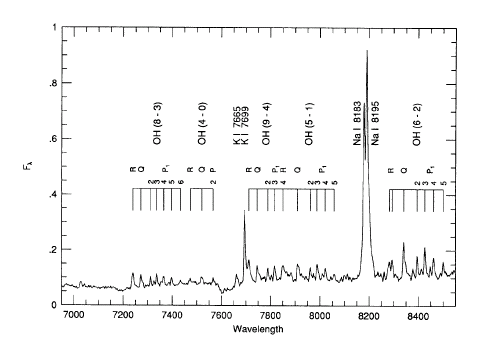 1
.8
.6
.4
.2
0
Fλ
7000 7200 7400 7600 7800 8000 8200 8400
Wavelength
OH (8 - 3)
OH (4 - 0)
K I 7665
K I 7699
OH (9 - 4)
OH (5 - 1)
Na I 8183
Na I 8195
OH (6 - 2)
R Q 2 3 4 5 6 P1
R Q P 2
R Q 2 3 4 P1
R Q 2 3 4 5 P1
R Q 2 3 4 5 P1